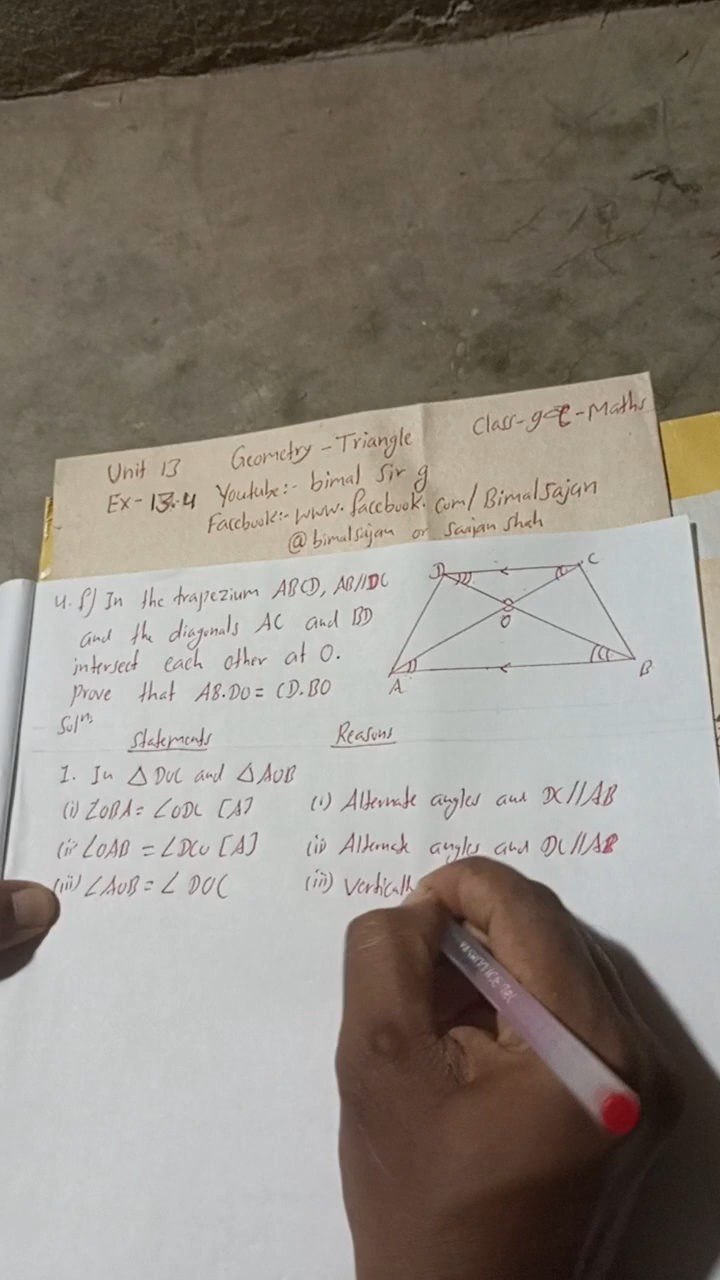 Unit 13 Geometry - Triangle Class-9 - Maths
Ex- 13.4 Youtube:- bimal Sir g
Facebook:- www.facebook.com/Bimalsajan
@bimalsajan or Saajan Shah
4. f) In the trapezium ABCD, AB//DC
and the diagonals AC and BD
intersect each other at O.
Prove that AB.DO = CD.BO
D C
O
A B
Solⁿ.
Statements Reasons
1. In △ DOC and △ AOB
(i) ∠OBA = ∠ODC [A] (i) Alternate angles and DC//AB
(ii) ∠OAB = ∠DCO [A] (ii) Alternate angles and DC//AB
(iii) ∠AOB = ∠ DOC (iii) Verticall